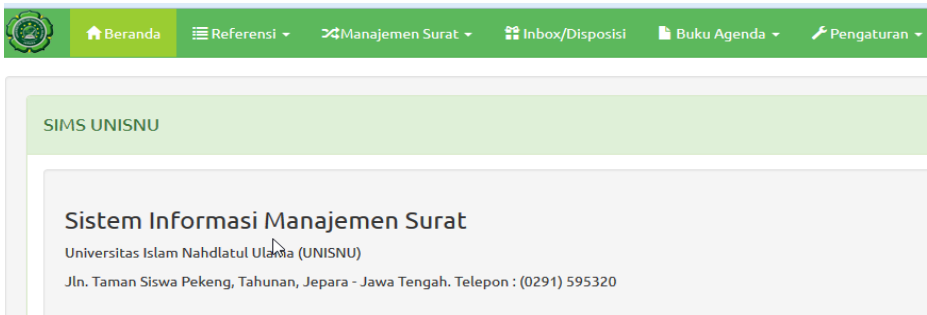 Beranda Referensi Manajemen Surat Inbox/Disposisi Buku Agenda Pengaturan
SIMS UNISNU
Sistem Informasi Manajemen Surat
Universitas Islam Nahdlatul Ulama (UNISNU)
Jln. Taman Siswa Pekeng, Tahunan, Jepara - Jawa Tengah. Telepon : (0291) 595320